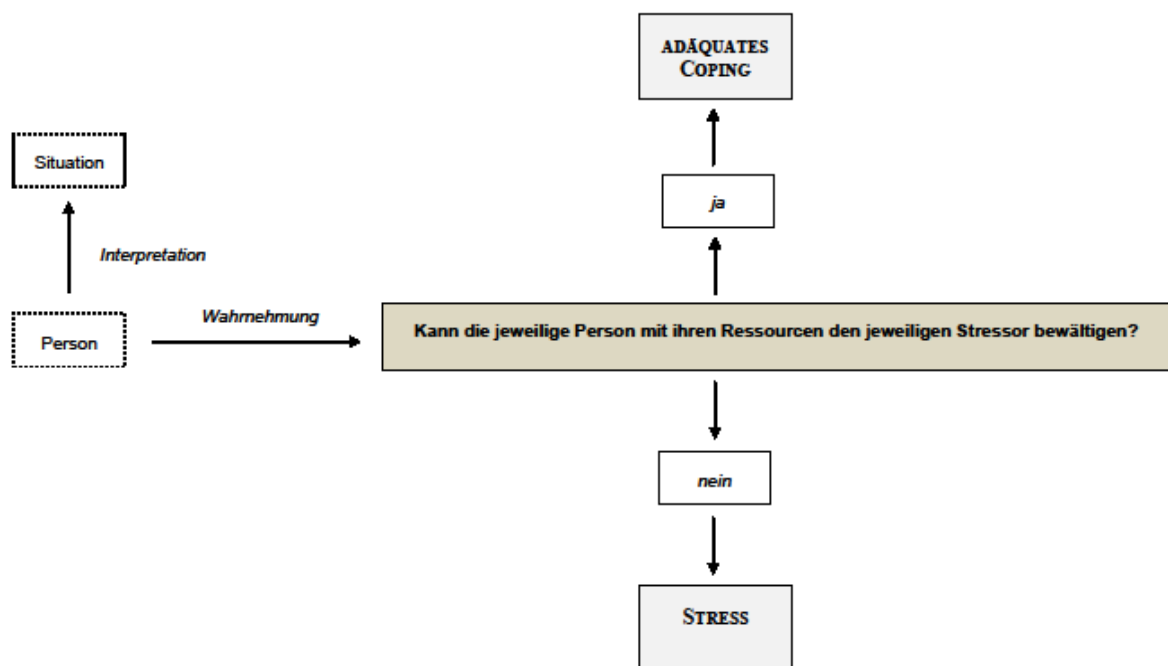 ADÄQUATES
COPING
Situation
ja
Interpretation
Wahrnehmung
Kann die jeweilige Person mit ihren Ressourcen den jeweiligen Stressor bewältigen?
Person
nein
STRESS